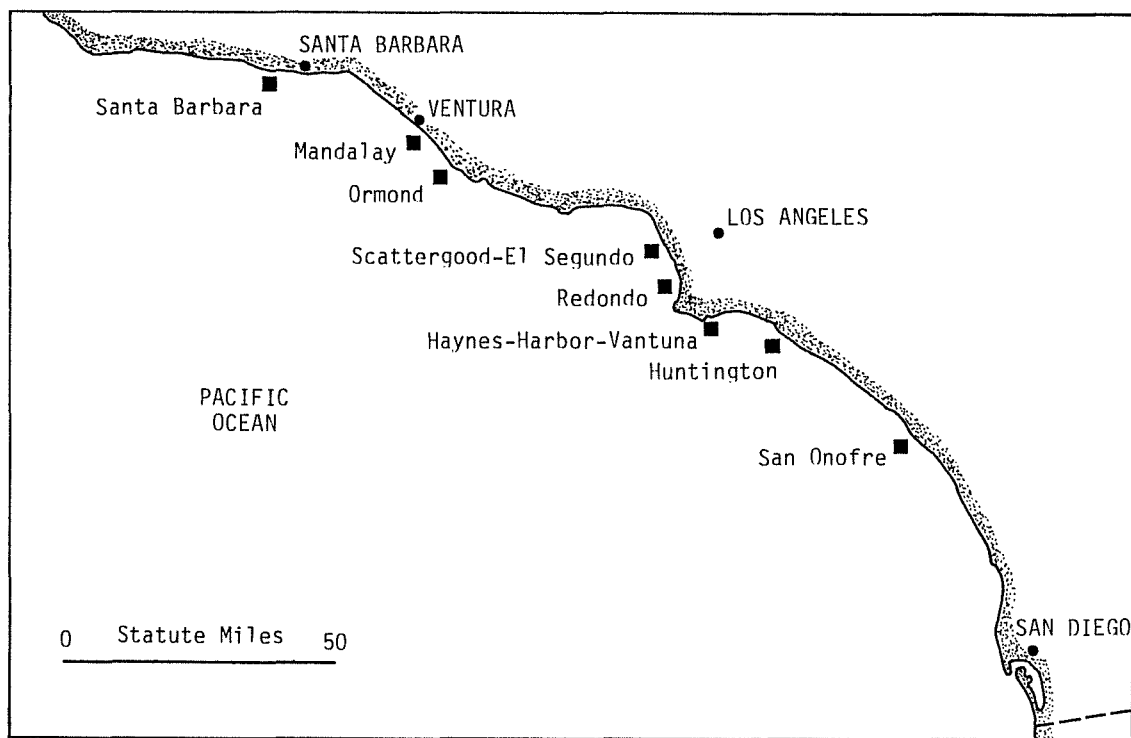 SANTA BARBARA
Santa Barbara
VENTURA
Mandalay
Ormond
LOS ANGELES
Scattergood-El Segundo
Redondo
Haynes-Harbor-Vantuna
Huntington
PACIFIC
OCEAN
San Onofre
0 Statute Miles 50
SAN DIEGO